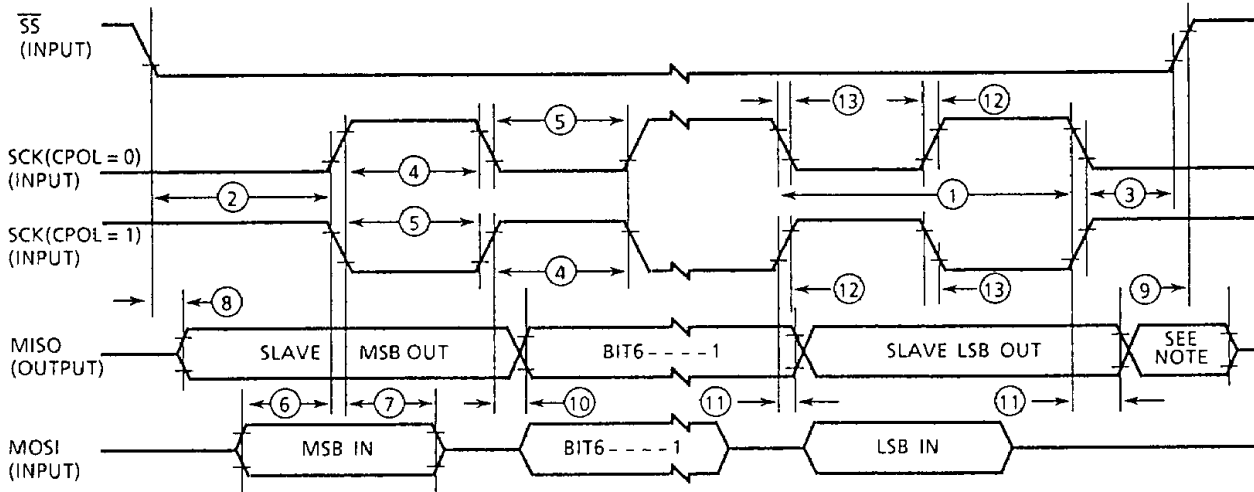 SS
(INPUT)
13
12
5
SCK(CPOL = 0)
(INPUT)
4
2
1
3
SCK(CPOL = 1)
(INPUT)
5
4
8
12
13
9
MISO
(OUTPUT)
SLAVE MSB OUT
BIT6 - - - - 1
SLAVE LSB OUT
SEE
NOTE
6
7
10
11
11
MOSI
(INPUT)
MSB IN
BIT6 - - - - 1
LSB IN